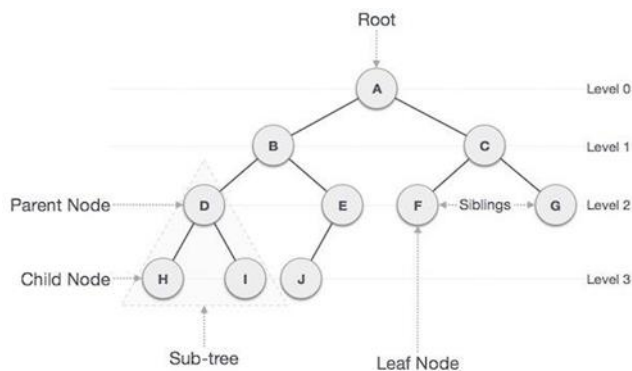 Root
A
Level 0
B
C
Level 1
Parent Node
D
E
F
Siblings
G
Level 2
Child Node
H
I
J
Level 3
Sub-tree
Leaf Node